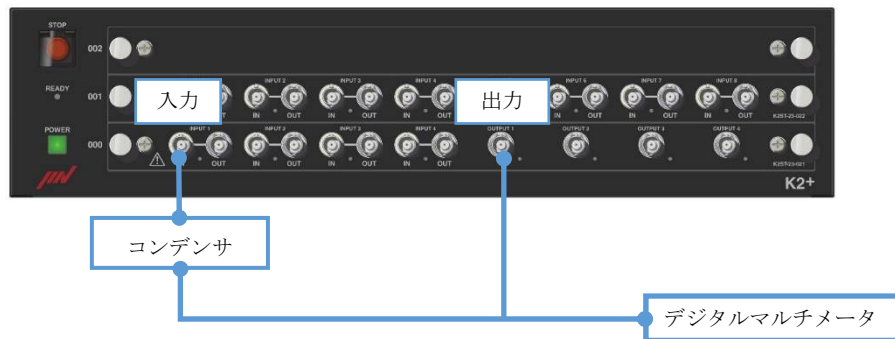 STOP
002
READY
001
入力
INPUT 2
INPUT 3
INPUT 4
出力
INPUT 6
INPUT 7
INPUT 8
OUT
IN
OUT
IN
OUT
IN
OUT
IN
OUT
IN
OUT
IN
OUT
POWER
000
INPUT 1
INPUT 2
INPUT 3
INPUT 4
OUTPUT 1
OUTPUT 2
OUTPUT 3
OUTPUT 4
OUT
IN
OUT
IN
OUT
IN
OUT
K2+
コンデンサ
デジタルマルチメータ